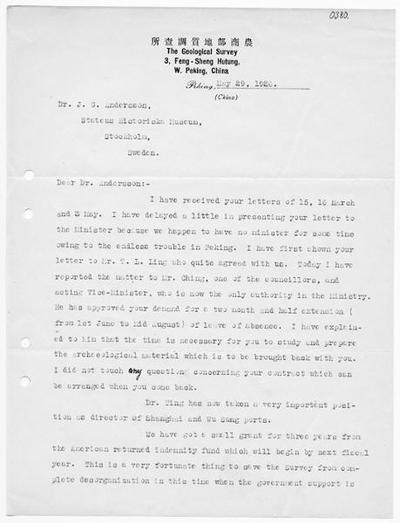 0380.
所查調質地部商農
The Geological Survey
3, Feng-Sheng Hutung,
W. Peking, China
Peking, May 29, 1926.
(China)
Dr. J. G. Andersson,
Statens Historiska Museum,
Stockholm,
Sweden.
Dear Dr. Andersson:-
I have received your letters of 15, 16 March
and 3 May. I have delayed a little in presenting your letter to
the Minister because we happen to have no minister for some time
owing to the endless trouble in Peking. I have first shown your
letter to Mr. T. L. Ling who quite agreed with us. Today I have
reported the matter to Mr. Ching, one of the councillors, and
acting Vice-Minister, who is now the only authority in the Ministry.
He has approved your demand for a two month and half extension (
from 1st June to Mid August) of leave of absence. I have explain-
ed to him that the time is necessary for you to study and prepare
the archaeological material which is to be brought back with you.
I did not touch any questions concerning your contract which can
be arranged when you come back.
Dr. Ting has now taken a very important posi-
tion as director of Shanghai and Wu Sang ports.
We have got a small grant for three years from
the American returned indemnity fund which will begin by next fiscal
year. This is a very fortunate thing to save the Survey from com-
plete desorganization in this time when the government support is